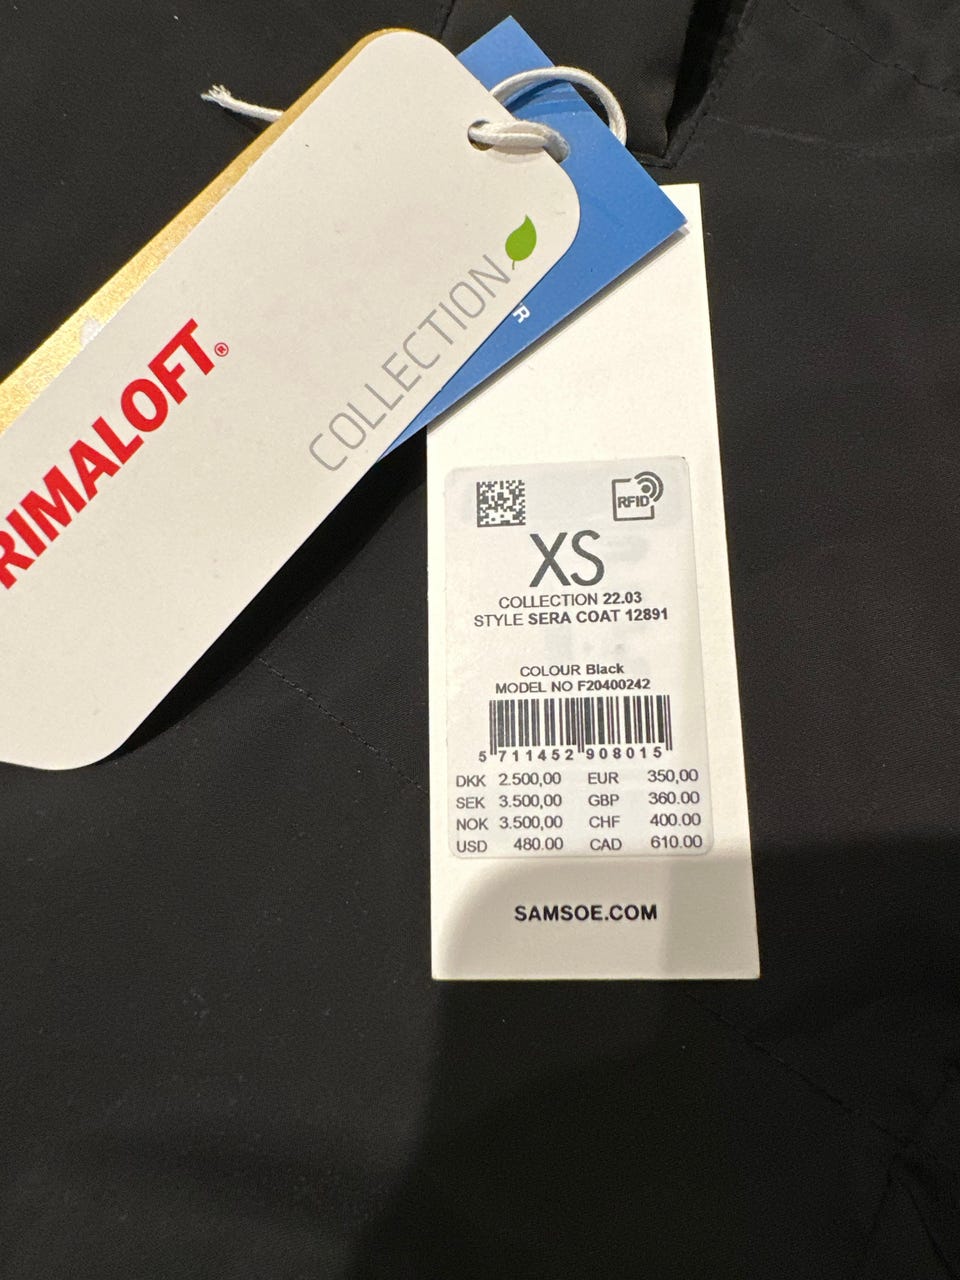 RIMALOFT®
COLLECTION
R
RFID
XS
COLLECTION 22.03
STYLE SERA COAT 12891
COLOUR Black
MODEL NO F20400242
5 711452 908015
DKK 2.500,00 EUR 350,00
SEK 3.500,00 GBP 360.00
NOK 3.500,00 CHF 400.00
USD 480.00 CAD 610.00
SAMSOE.COM